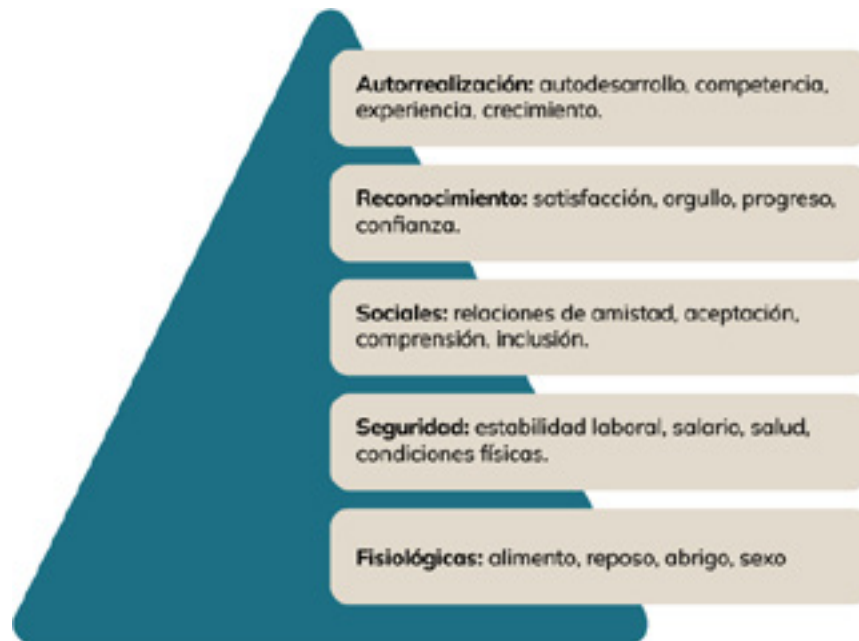 Autorrealización: autodesarrollo, competencia,
experiencia, crecimiento.
Reconocimiento: satisfacción, orgullo, progreso,
confianza.
Sociales: relaciones de amistad, aceptación,
comprensión, inclusión.
Seguridad: estabilidad laboral, salario, salud,
condiciones físicas.
Fisiológicas: alimento, reposo, abrigo, sexo